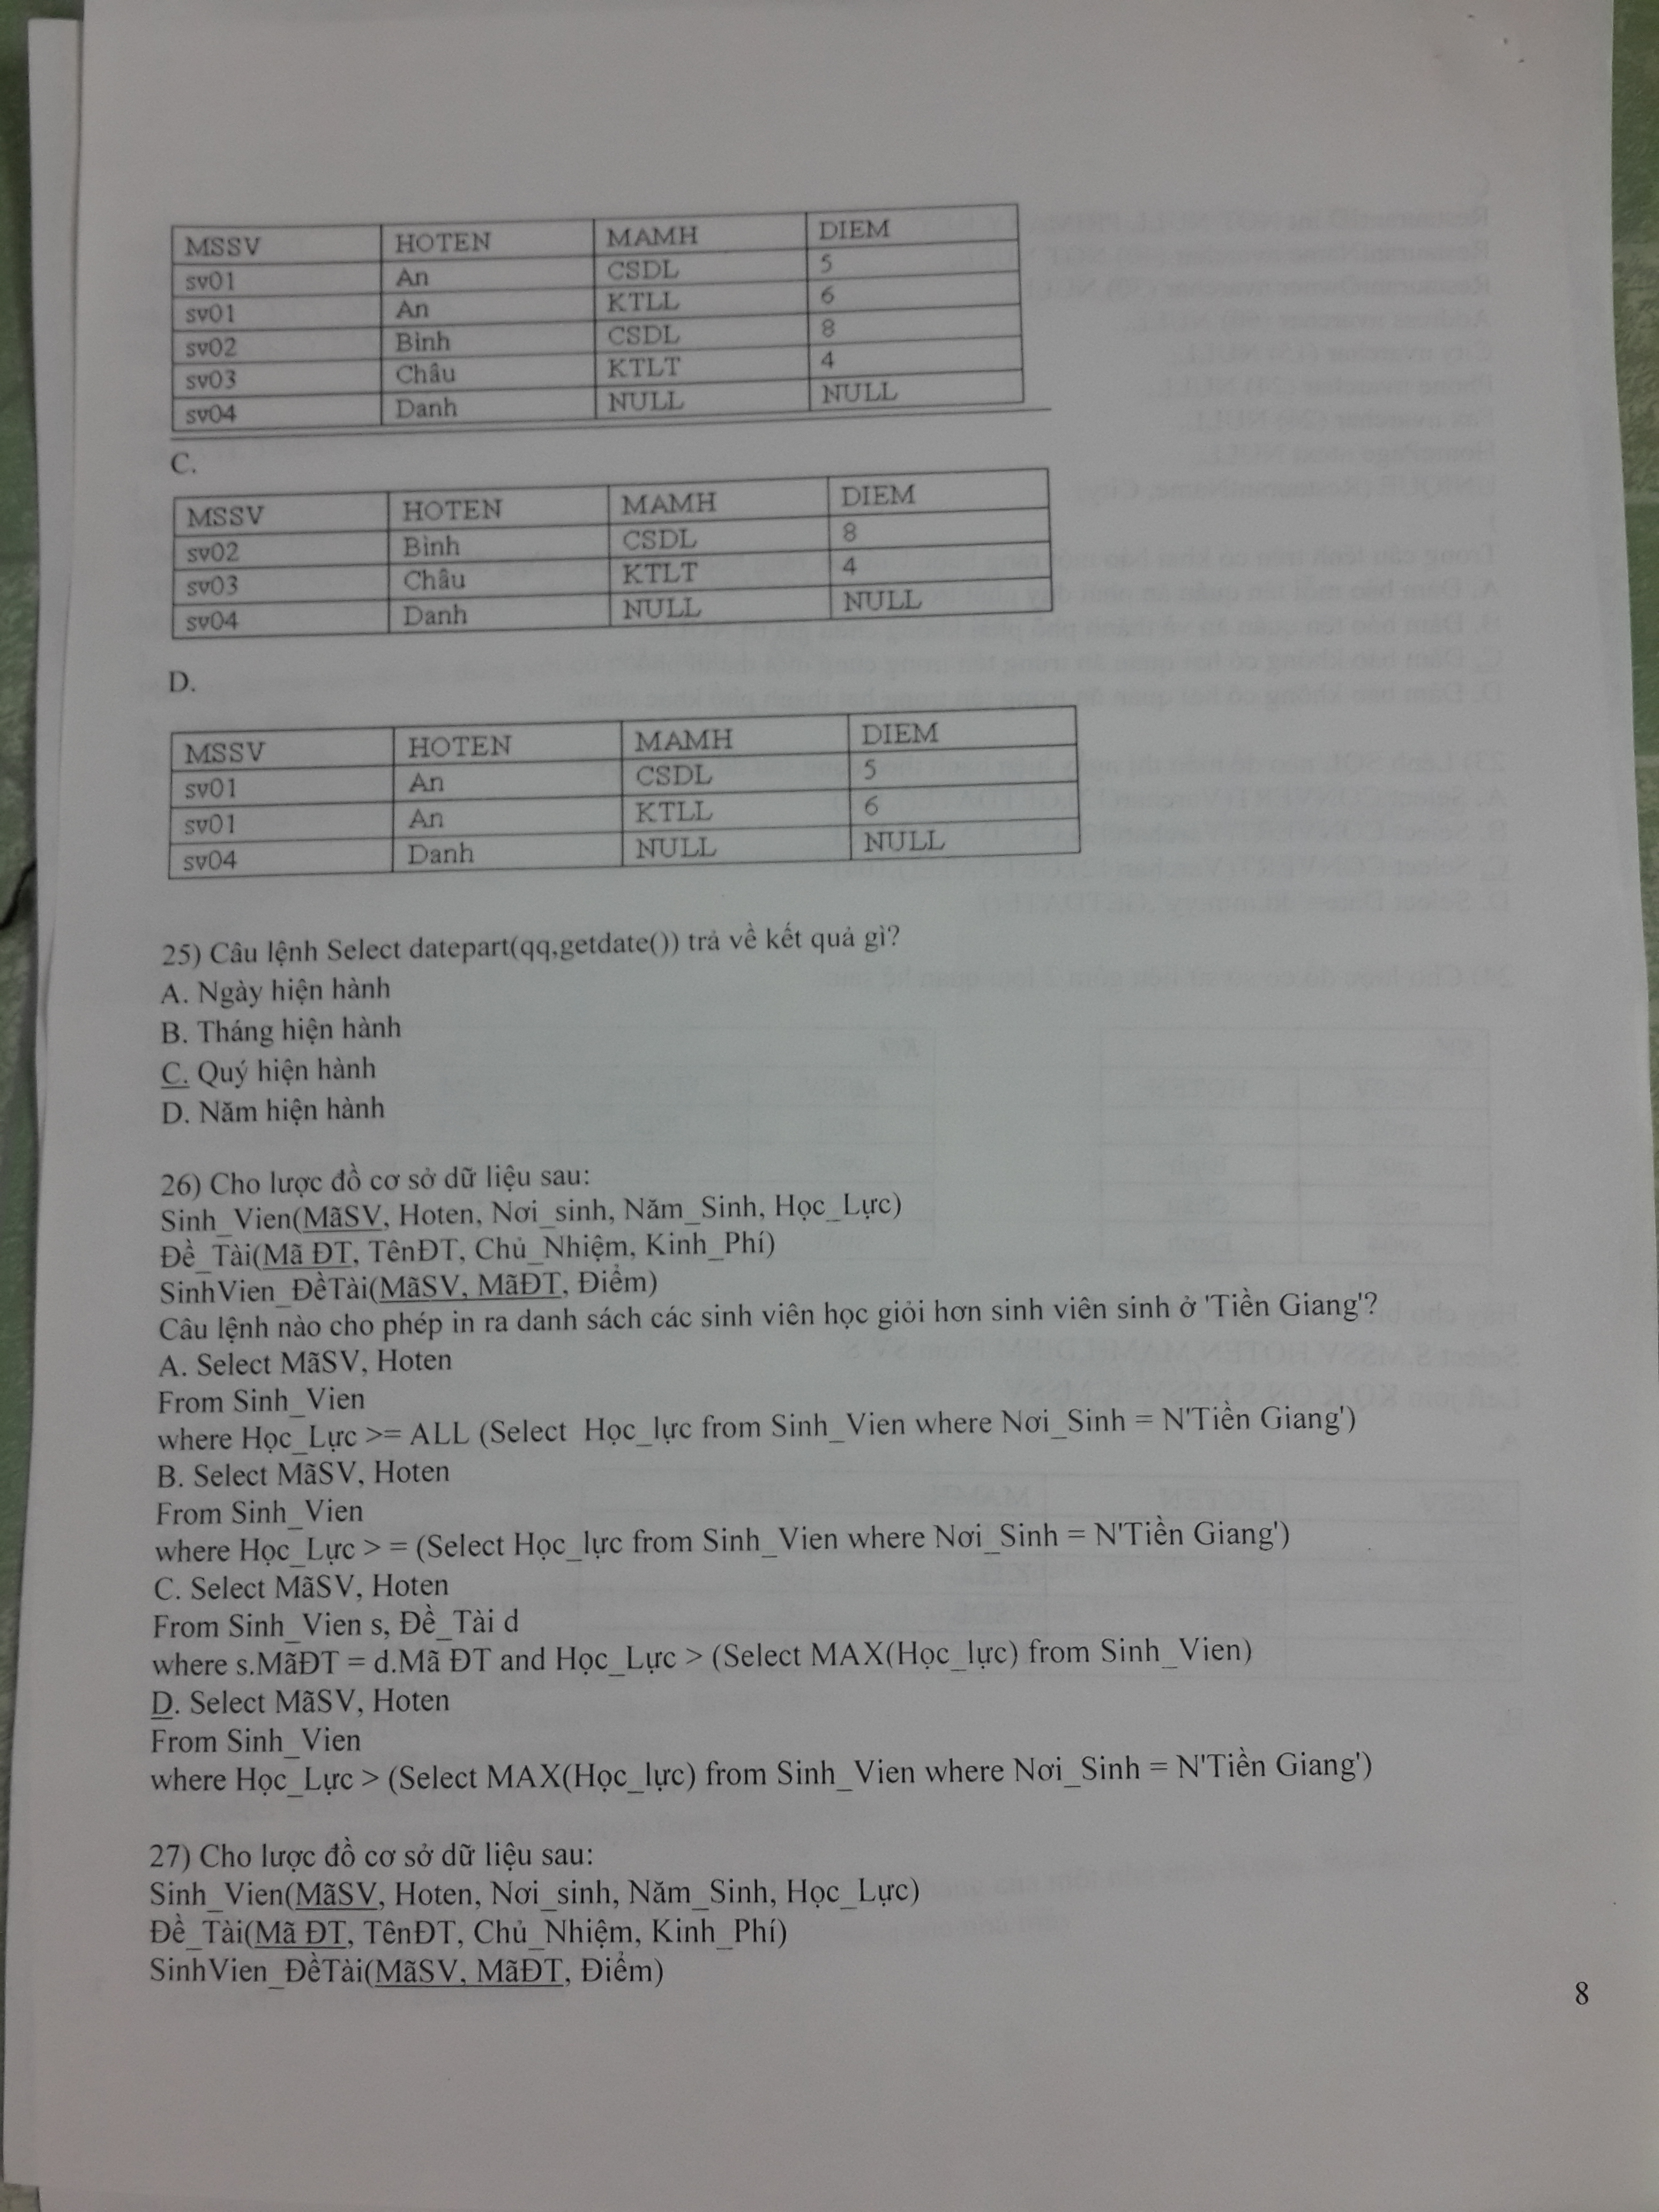 MSSV HOTEN MAMH DIEM
sv01 An CSDL 5
sv01 An KTLL 6
sv02 Bình CSDL 8
sv03 Châu KTLT 4
sv04 Danh NULL NULL
C.
MSSV HOTEN MAMH DIEM
sv02 Bình CSDL 8
sv03 Châu KTLT 4
sv04 Danh NULL NULL
D.
MSSV HOTEN MAMH DIEM
sv01 An CSDL 5
sv01 An KTLL 6
sv04 Danh NULL NULL
25) Câu lệnh Select datepart(qq,getdate()) trả về kết quả gì?
A. Ngày hiện hành
B. Tháng hiện hành
C. Quý hiện hành
D. Năm hiện hành
26) Cho lược đồ cơ sở dữ liệu sau:
Sinh_Vien(MãSV, Hoten, Nơi_sinh, Năm_Sinh, Học_Lực)
Đề_Tài(Mã ĐT, TênĐT, Chủ_Nhiệm, Kinh_Phí)
SinhVien_ĐềTài(MãSV, MãĐT, Điểm)
Câu lệnh nào cho phép in ra danh sách các sinh viên học giỏi hơn sinh viên sinh ở 'Tiền Giang'?
A. Select MãSV, Hoten
From Sinh_Vien
where Học_Lực >= ALL (Select Học_lực from Sinh_Vien where Nơi_Sinh = N'Tiền Giang')
B. Select MãSV, Hoten
From Sinh_Vien
where Học_Lực > = (Select Học_lực from Sinh_Vien where Nơi_Sinh = N'Tiền Giang')
C. Select MãSV, Hoten
From Sinh_Vien s, Đề_Tài d
where s.MãĐT = d.Mã ĐT and Học_Lực > (Select MAX(Học_lực) from Sinh_Vien)
D. Select MãSV, Hoten
From Sinh_Vien
where Học_Lực > (Select MAX(Học_lực) from Sinh_Vien where Nơi_Sinh = N'Tiền Giang')
27) Cho lược đồ cơ sở dữ liệu sau:
Sinh_Vien(MãSV, Hoten, Nơi_sinh, Năm_Sinh, Học_Lực)
Đề_Tài(Mã ĐT, TênĐT, Chủ_Nhiệm, Kinh_Phí)
SinhVien_ĐềTài(MãSV, MãĐT, Điểm)
8